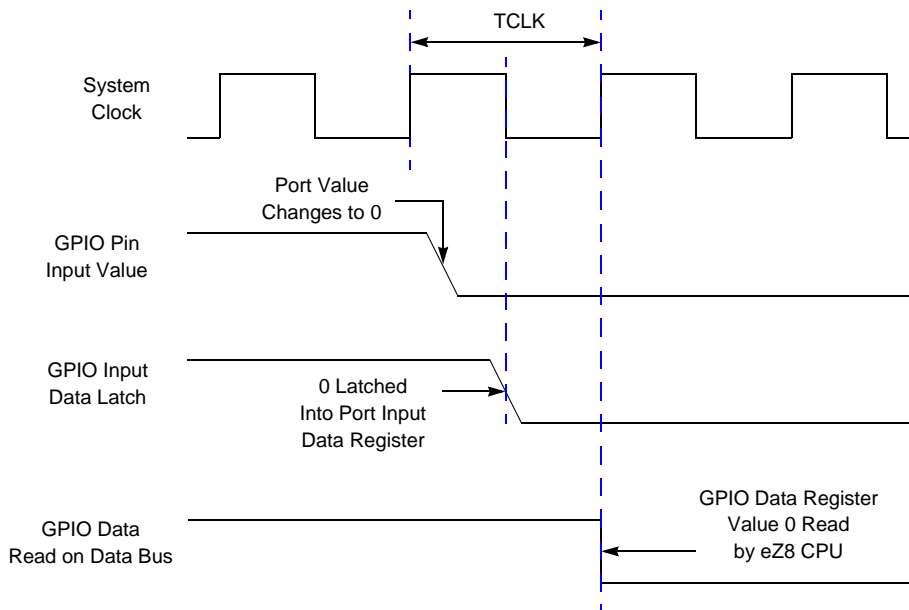 TCLK
System
Clock
Port Value
Changes to 0
GPIO Pin
Input Value
GPIO Input
Data Latch
0 Latched
Into Port Input
Data Register
GPIO Data
Read on Data Bus
GPIO Data Register
Value 0 Read
by eZ8 CPU